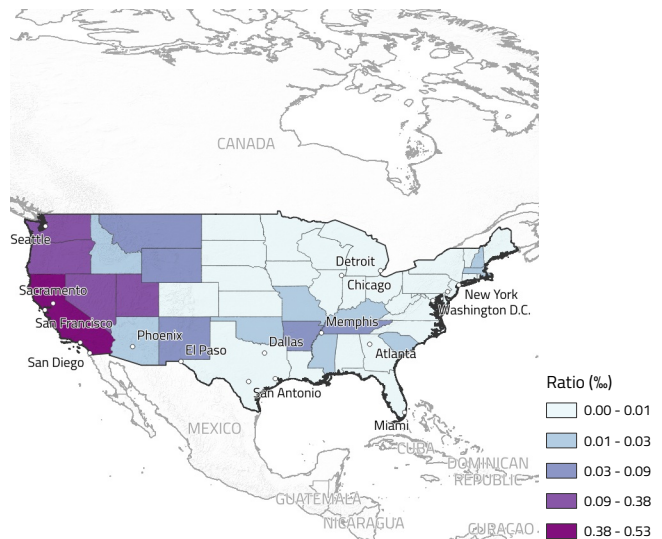 CANADA
Seattle
Detroit
Chicago
Sacramento
New York
Washington D.C.
San Francisco
Memphis
Phoenix
Dallas
El Paso
Atlanta
San Diego
San Antonio
Miami
MEXICO
CUBA
DOMINICAN
REPUBLIC
GUATEMALA
NICARAGUA
CURAÇAO
Ratio (‰)
0.00 - 0.01
0.01 - 0.03
0.03 - 0.09
0.09 - 0.38
0.38 - 0.53